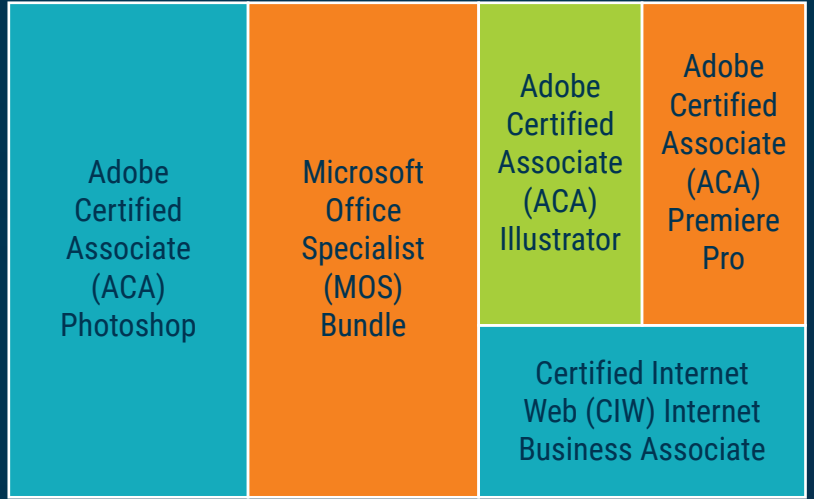 Adobe
Certified
Associate
(ACA)
Photoshop
Microsoft
Office
Specialist
(MOS)
Bundle
Adobe
Certified
Associate
(ACA)
Illustrator
Adobe
Certified
Associate
(ACA)
Premiere
Pro
Certified Internet
Web (CIW) Internet
Business Associate